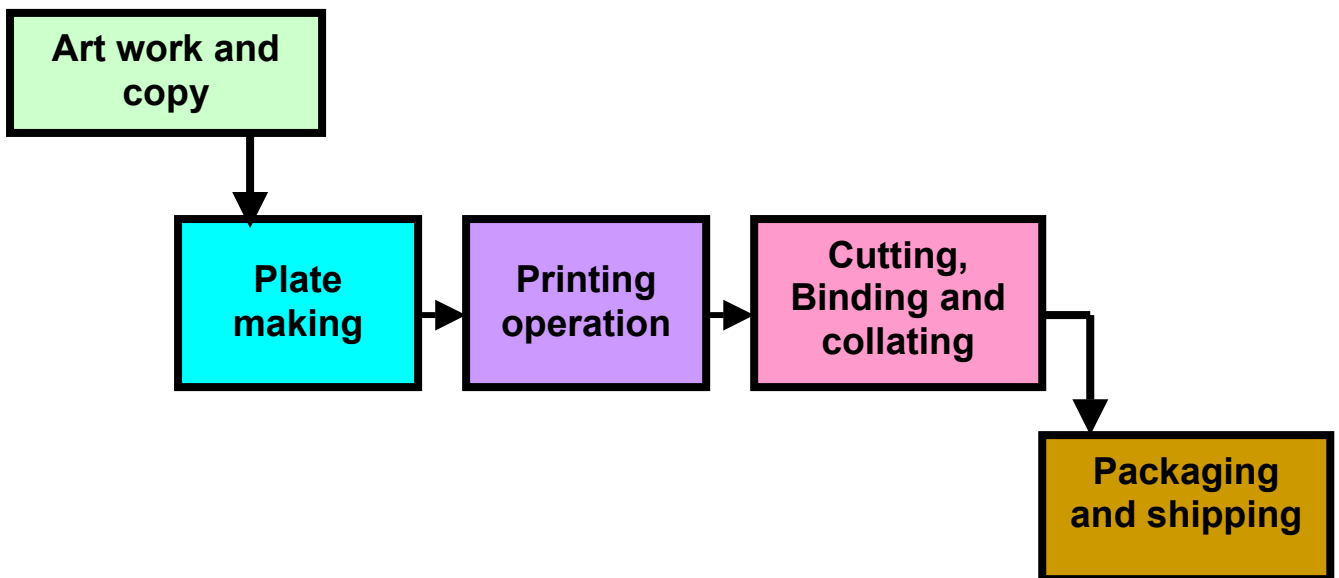 Art work and
copy
Plate
making
Printing
operation
Cutting,
Binding and
collating
Packaging
and shipping